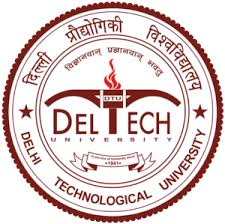 दिल्ली प्रौद्योगिकी विश्वविद्यालय
विज्ञानवान् प्रज्ञानवान् भवतु
DTU
DELTECH
UNIVERSITY
•1941•
DELHI TECHNOLOGICAL UNIVERSITY